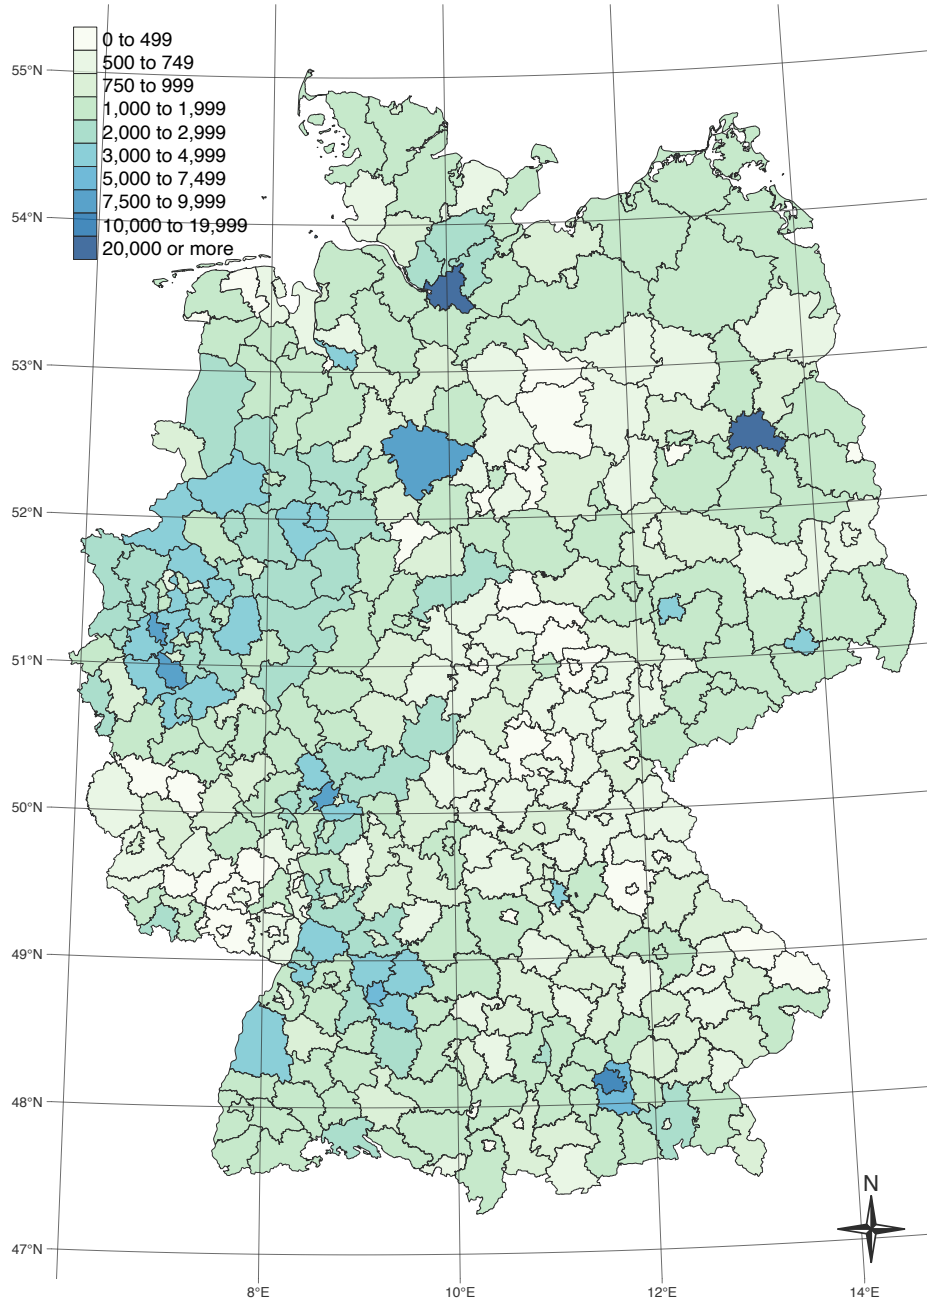 0 to 499
500 to 749
750 to 999
1,000 to 1,999
2,000 to 2,999
3,000 to 4,999
5,000 to 7,499
7,500 to 9,999
10,000 to 19,999
20,000 or more
55°N
54°N
53°N
52°N
51°N
50°N
49°N
48°N
47°N
N
8°E 10°E 12°E 14°E